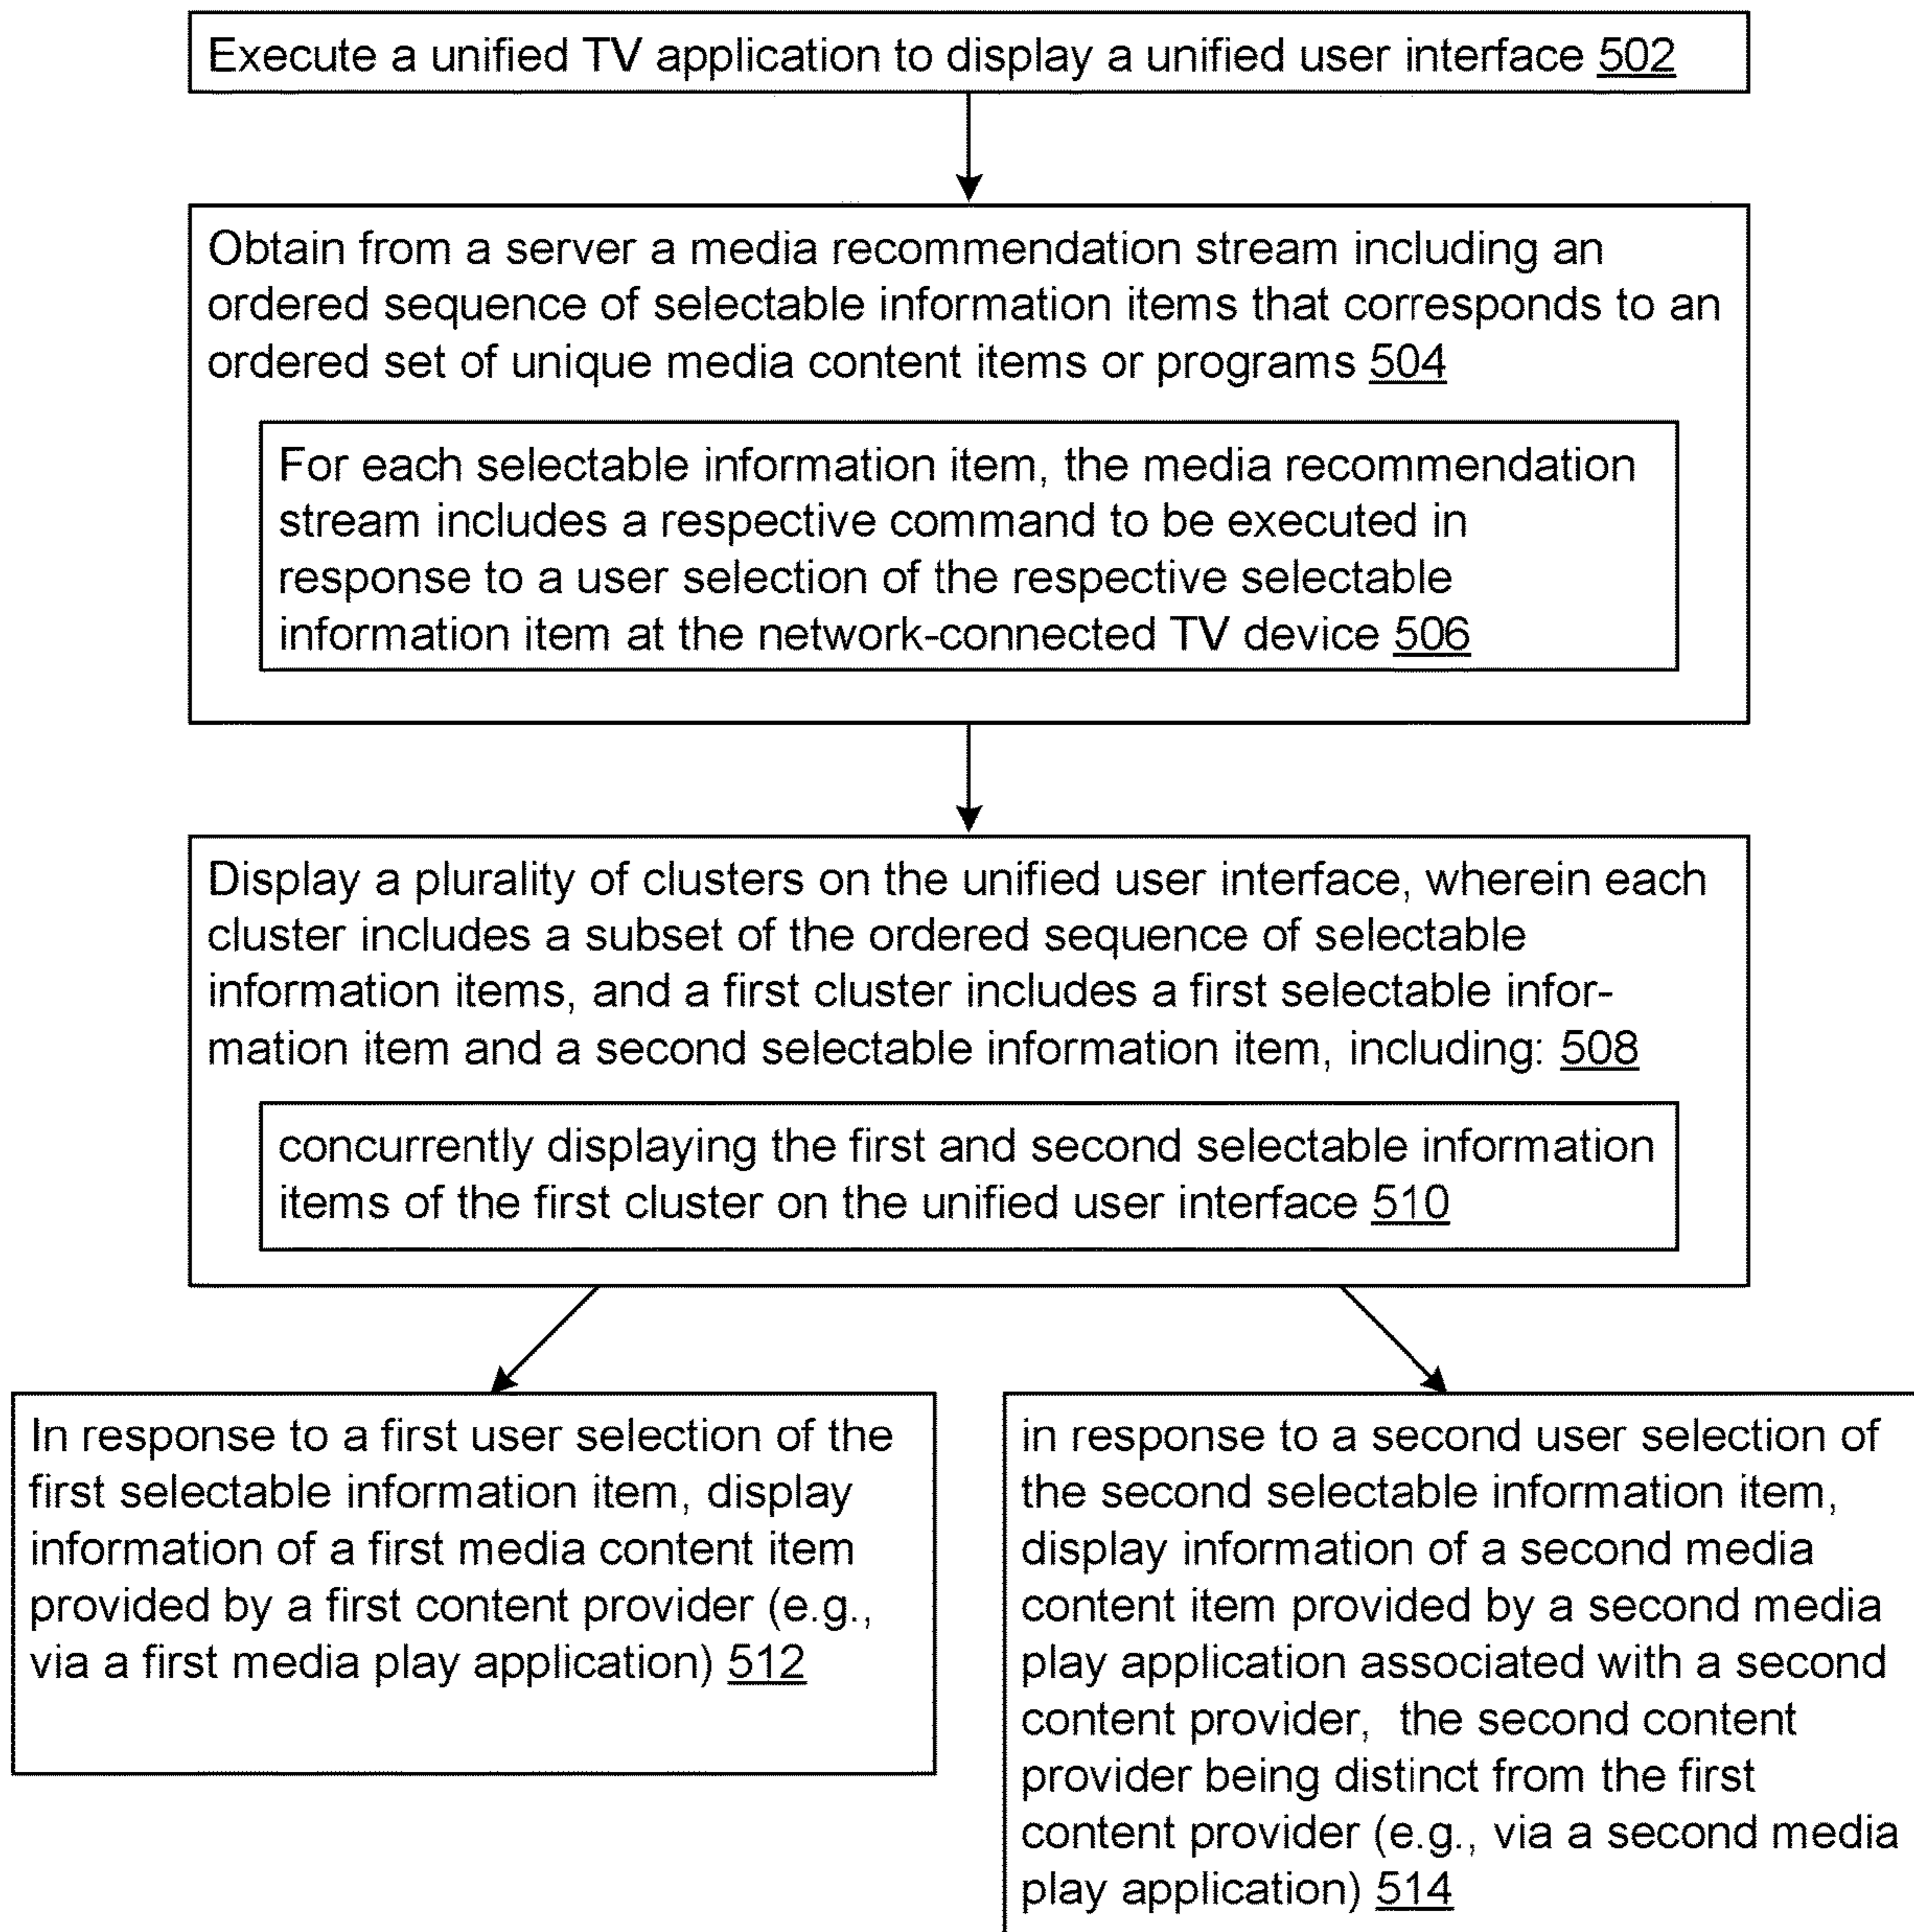 Execute a unified TV application to display a unified user interface 502
Obtain from a server a media recommendation stream including an
ordered sequence of selectable information items that corresponds to an
ordered set of unique media content items or programs 504
For each selectable information item, the media recommendation
stream includes a respective command to be executed in
response to a user selection of the respective selectable
information item at the network-connected TV device 506
Display a plurality of clusters on the unified user interface, wherein each
cluster includes a subset of the ordered sequence of selectable
information items, and a first cluster includes a first selectable infor-
mation item and a second selectable information item, including: 508
concurrently displaying the first and second selectable information
items of the first cluster on the unified user interface 510
In response to a first user selection of the
first selectable information item, display
information of a first media content item
provided by a first content provider (e.g.,
via a first media play application) 512
in response to a second user selection of
the second selectable information item,
display information of a second media
content item provided by a second media
play application associated with a second
content provider,  the second content
provider being distinct from the first
content provider (e.g., via a second media
play application) 514